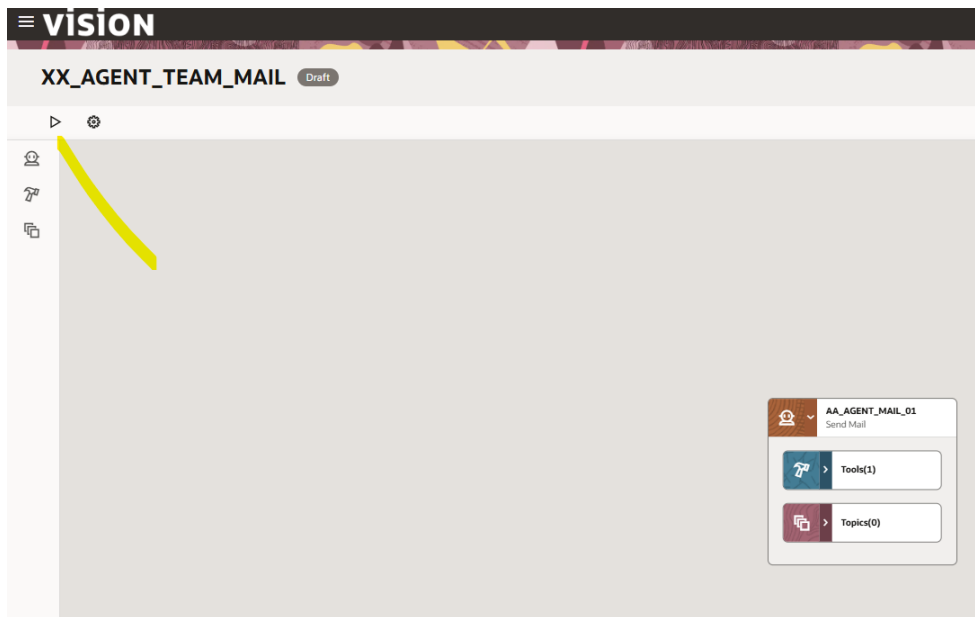 vision
XX_AGENT_TEAM_MAIL Draft
AA_AGENT_MAIL_01
Send Mail
Tools(1)
Topics(0)